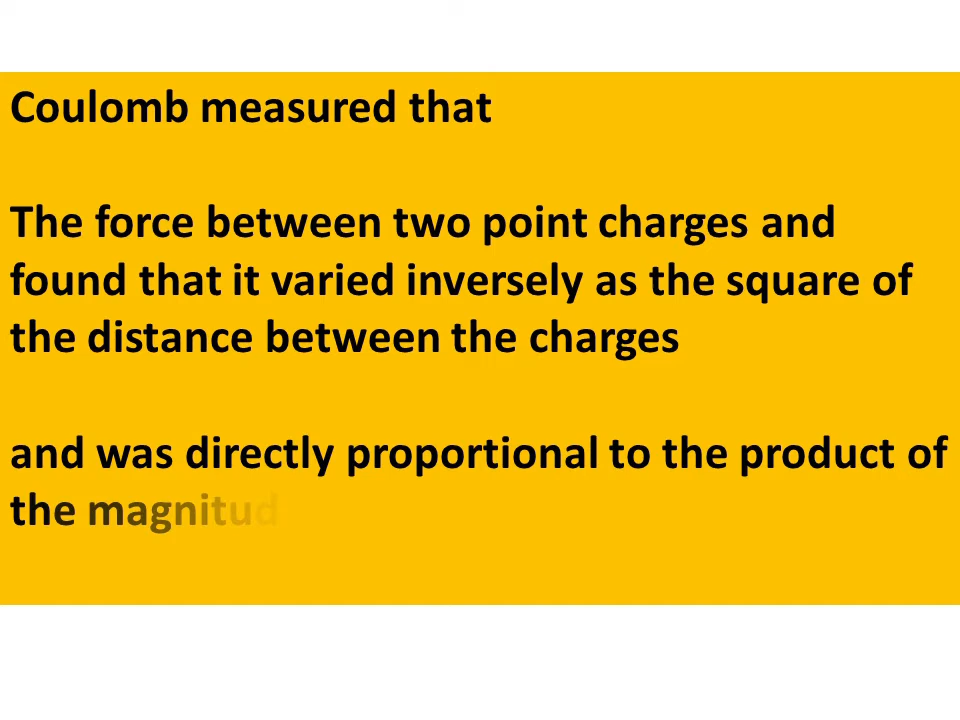 Coulomb measured that
The force between two point charges and
found that it varied inversely as the square of
the distance between the charges
and was directly proportional to the product of
the magnitud